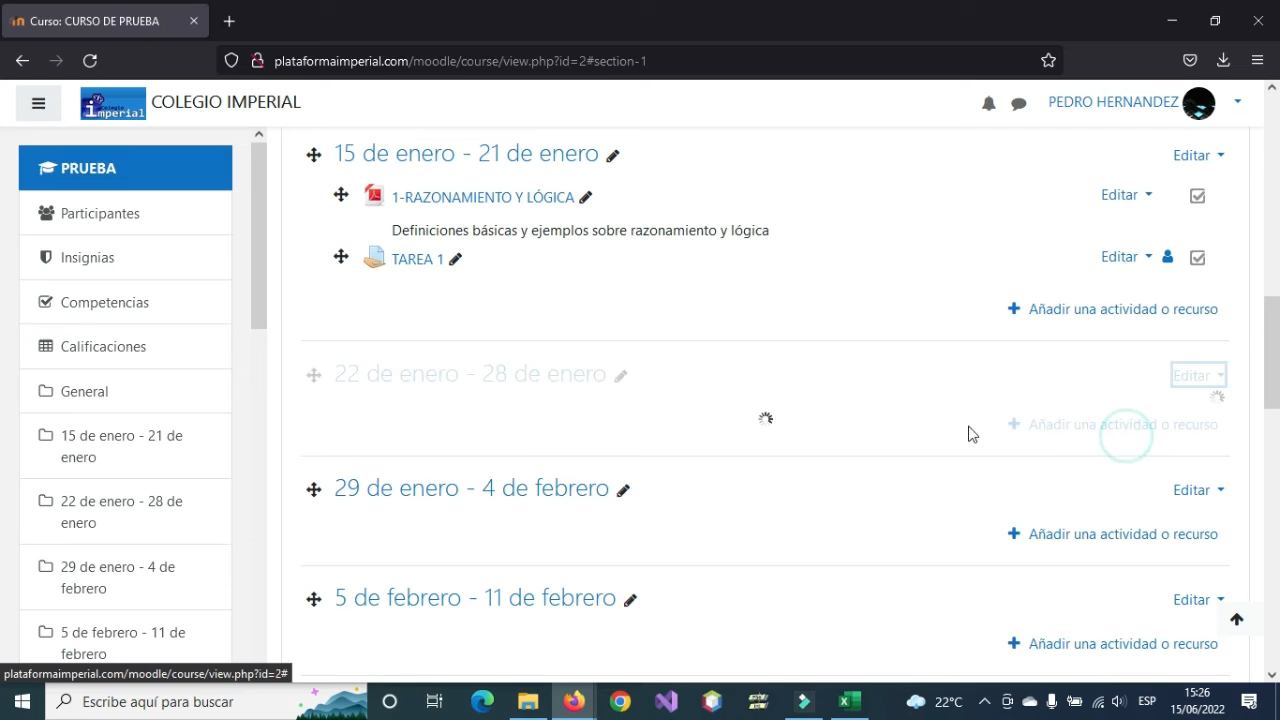 Curso: CURSO DE PRUEBA
plataformaimperial.com/moodle/course/view.php?id=2#section-1
imperial
COLEGIO IMPERIAL
PEDRO HERNANDEZ
PRUEBA
Participantes
Insignias
Competencias
Calificaciones
General
15 de enero - 21 de
enero
22 de enero - 28 de
enero
29 de enero - 4 de
febrero
5 de febrero - 11 de
febrero
15 de enero - 21 de enero
Editar
1-RAZONAMIENTO Y LÓGICA
Editar
Definiciones básicas y ejemplos sobre razonamiento y lógica
TAREA 1
Editar
Añadir una actividad o recurso
22 de enero - 28 de enero
Editar
Añadir una actividad o recurso
29 de enero - 4 de febrero
Editar
Añadir una actividad o recurso
5 de febrero - 11 de febrero
Editar
Añadir una actividad o recurso
plataformaimperial.com/moodle/course/view.php?id=2#
Escribe aquí para buscar
22°C
ESP
15:26
15/06/2022